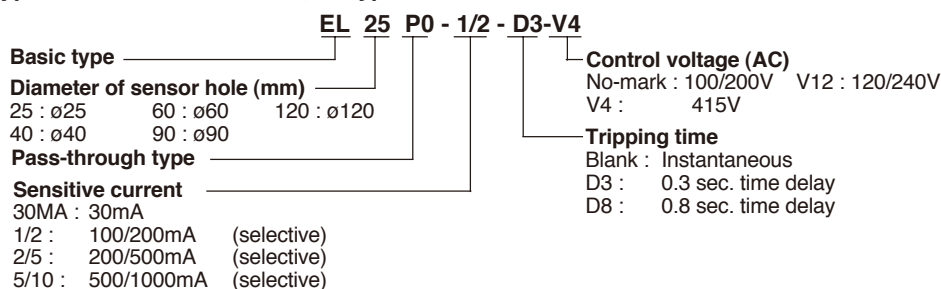 EL 25 P0 - 1/2 - D3-V4
Basic type
Diameter of sensor hole (mm)
25 : ø25 60 : ø60 120 : ø120
40 : ø40 90 : ø90
Pass-through type
Sensitive current
30MA : 30mA
1/2 : 100/200mA (selective)
2/5 : 200/500mA (selective)
5/10 : 500/1000mA (selective)
Control voltage (AC)
No-mark : 100/200V V12 : 120/240V
V4 : 415V
Tripping time
Blank : Instantaneous
D3 : 0.3 sec. time delay
D8 : 0.8 sec. time delay